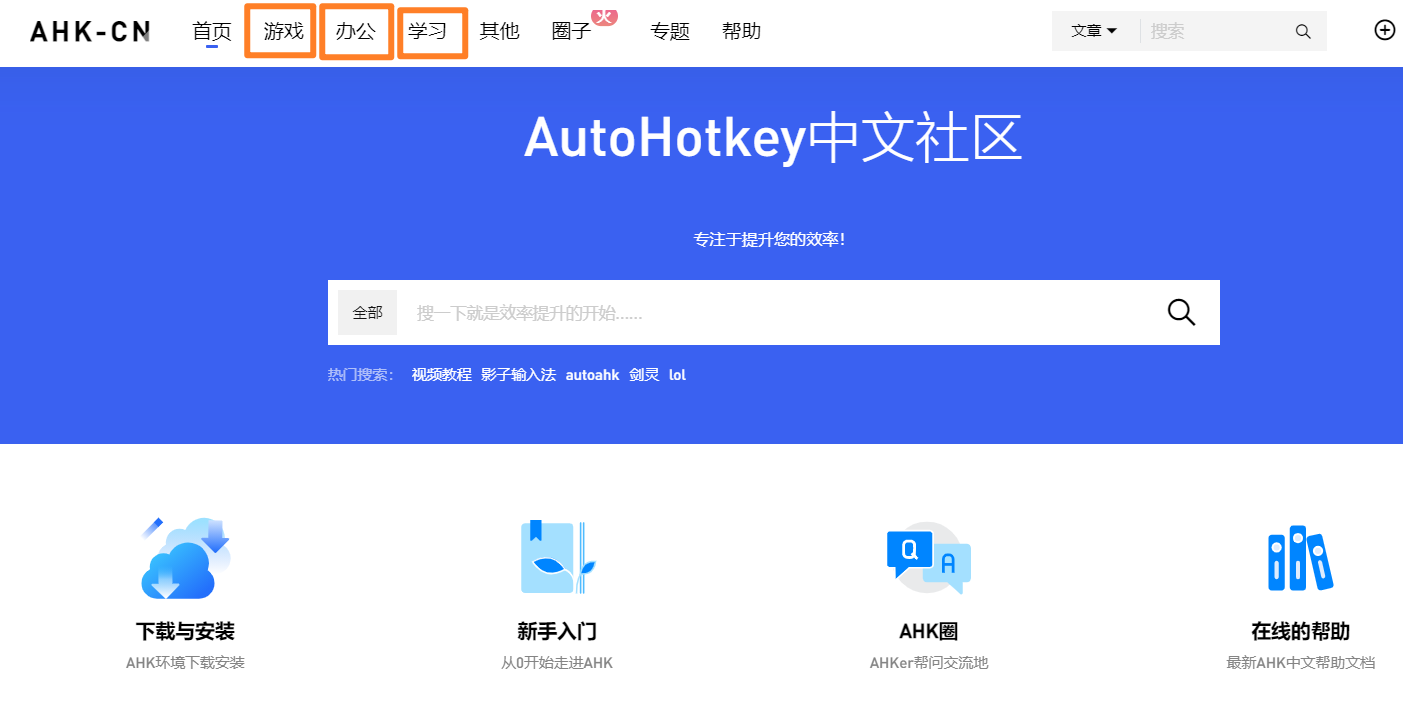 AHK-CN 首页 游戏 办公 学习 其他 圈子 火 专题 帮助 文章 搜索
AutoHotkey中文社区
专注于提升您的效率!
全部 搜一下就是效率提升的开始......
热门搜索: 视频教程 影子输入法 autoahk 剑灵 lol
Q A
下载与安装 新手入门 AHK圈 在线的帮助
AHK环境下载安装 从0开始走进AHK AHKer帮问交流地 最新AHK中文帮助文档